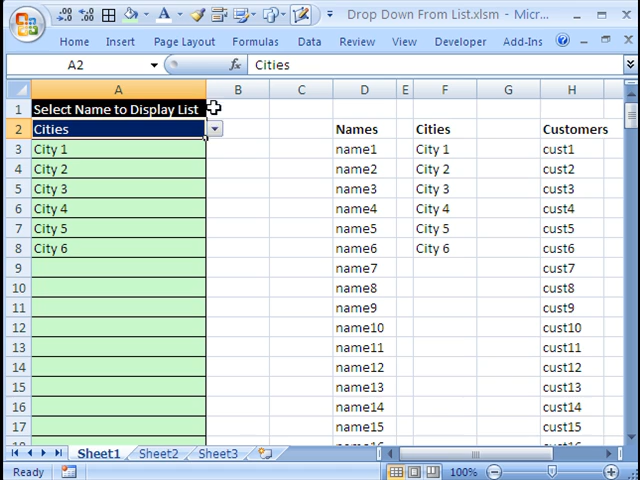 Drop Down From List.xlsm - Micr...
Home Insert Page Layout Formulas Data Review View Developer Add-Ins
A2 fx Cities
A B C D E F G H
1 Select Name to Display List
2 Cities Names Cities Customers
3 City 1 name1 City 1 cust1
4 City 2 name2 City 2 cust2
5 City 3 name3 City 3 cust3
6 City 4 name4 City 4 cust4
7 City 5 name5 City 5 cust5
8 City 6 name6 City 6 cust6
9 name7 cust7
10 name8 cust8
11 name9 cust9
12 name10 cust10
13 name11 cust11
14 name12 cust12
15 name13 cust13
16 name14 cust14
17 name15 cust15
Sheet1 Sheet2 Sheet3
Ready 100%